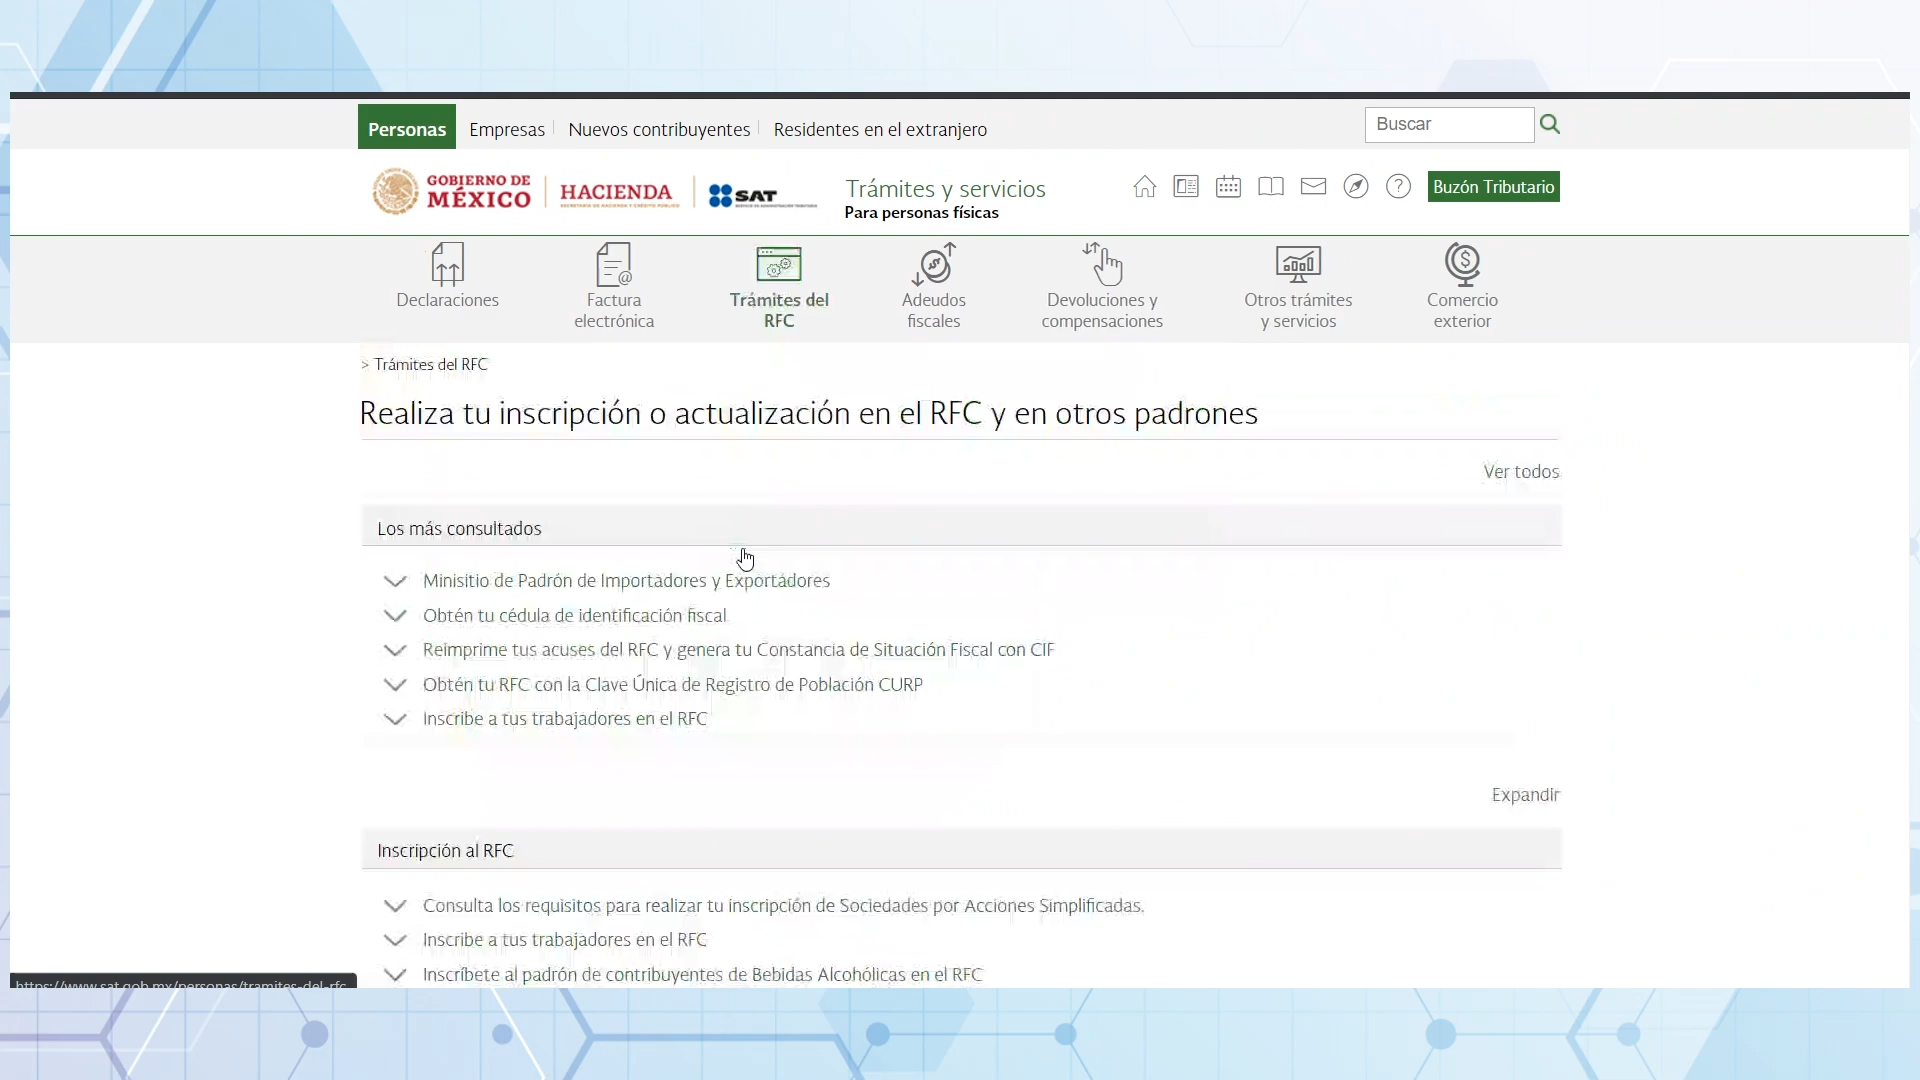 Personas
Empresas
Nuevos contribuyentes
Residentes en el extranjero
Buscar
GOBIERNO DE
MÉXICO
HACIENDA
SAT
Trámites y servicios
Para personas físicas
Buzón Tributario
Declaraciones
Factura
electrónica
Trámites del
RFC
Adeudos
fiscales
Devoluciones y
compensaciones
Otros trámites
y servicios
Comercio
exterior
> Trámites del RFC
Realiza tu inscripción o actualización en el RFC y en otros padrones
Ver todos
Los más consultados
Minisitio de Padrón de Importadores y Exportadores
Obtén tu cédula de identificación fiscal
Reimprime tus acuses del RFC y genera tu Constancia de Situación Fiscal con CIF
Obtén tu RFC con la Clave Única de Registro de Población CURP
Inscribe a tus trabajadores en el RFC
Expandir
Inscripción al RFC
Consulta los requisitos para realizar tu inscripción de Sociedades por Acciones Simplificadas.
Inscribe a tus trabajadores en el RFC
Inscríbete al padrón de contribuyentes de Bebidas Alcohólicas en el RFC
https://www.sat.gob.mx/personas/tramites-del-rfc